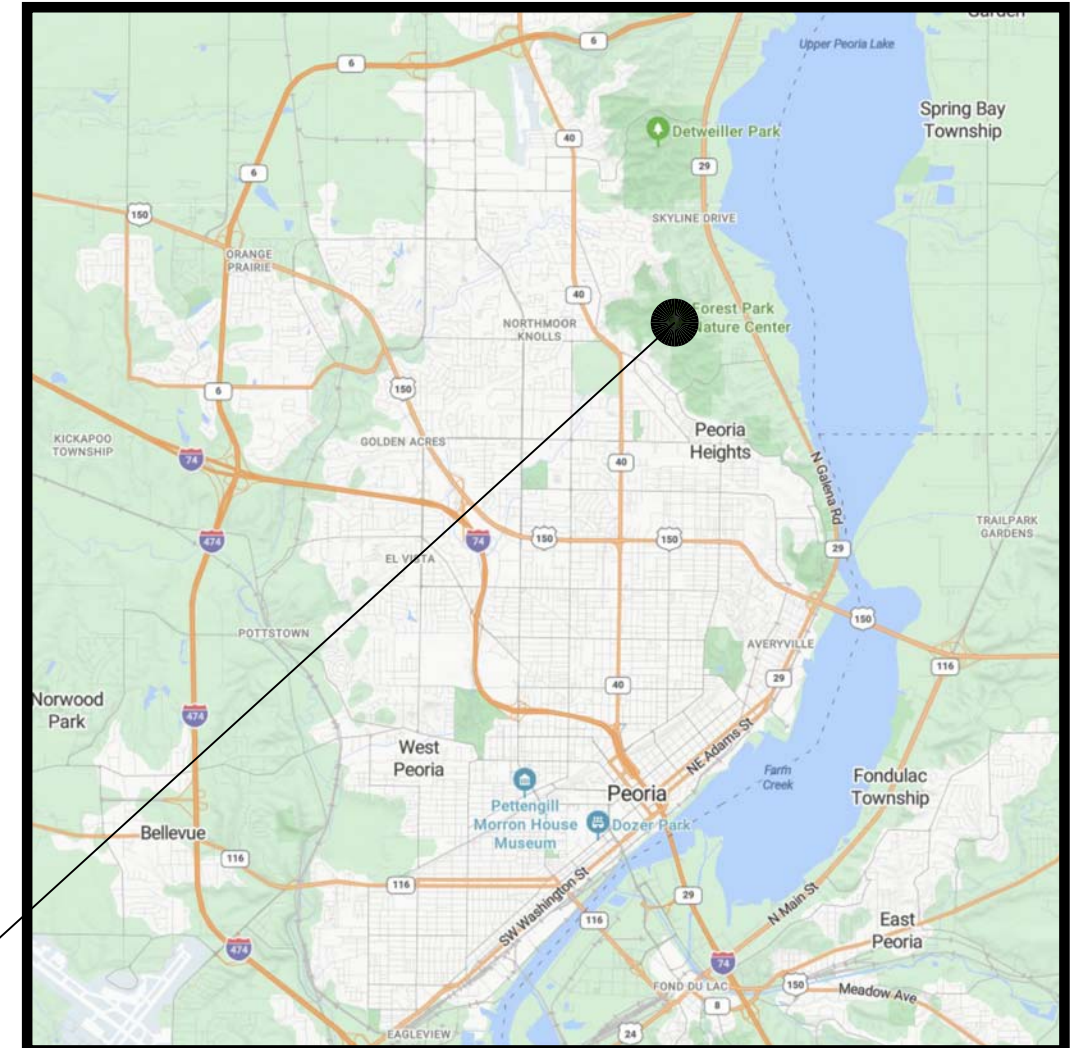 Garden
6
6
Upper Peoria Lake
Spring Bay
Township
Detweiller Park
40
29
6
150
SKYLINE DRIVE
ORANGE
PRAIRIE
40
Forest Park
Nature Center
NORTHMOOR
KNOLLS
150
6
Peoria
Heights
KICKAPOO
TOWNSHIP
GOLDEN ACRES
74
40
N Galena Rd
474
74
150
150
29
TRAILPARK
GARDENS
EL VISTA
150
POTTSTOWN
AVERYVILLE
116
29
40
Norwood
Park
474
West
Peoria
NE Adams St
Farm
Creek
Fondulac
Township
Peoria
Pettengill
Morron House
Museum
Dozer Park
Bellevue
116
116
29
N Main St
SW Washington St
116
East
Peoria
474
74
FOND DU LAC
150
Meadow Ave
8
EAGLEVIEW
24